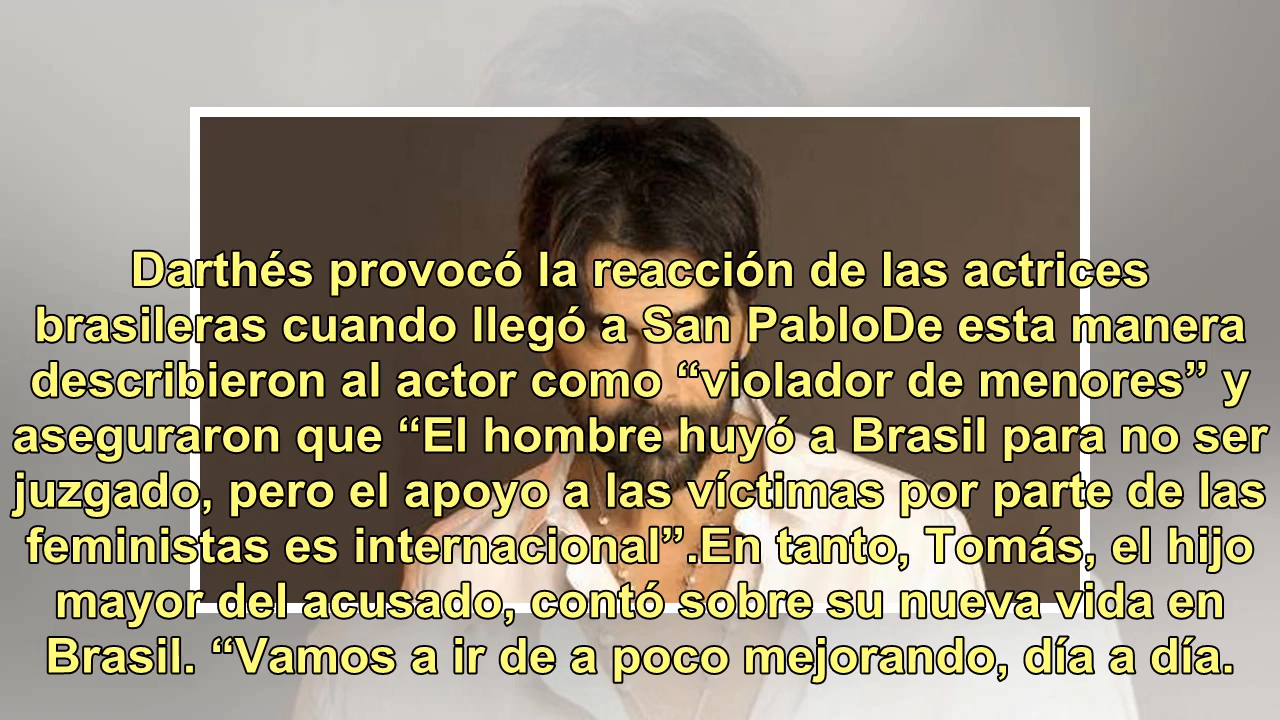 Darthés provocó la reacción de las actrices
brasileras cuando llegó a San PabloDe esta manera
describieron al actor como “violador de menores” y
aseguraron que “El hombre huyó a Brasil para no ser
juzgado, pero el apoyo a las víctimas por parte de las
feministas es internacional”.En tanto, Tomás, el hijo
mayor del acusado, contó sobre su nueva vida en
Brasil. “Vamos a ir de a poco mejorando, día a día.